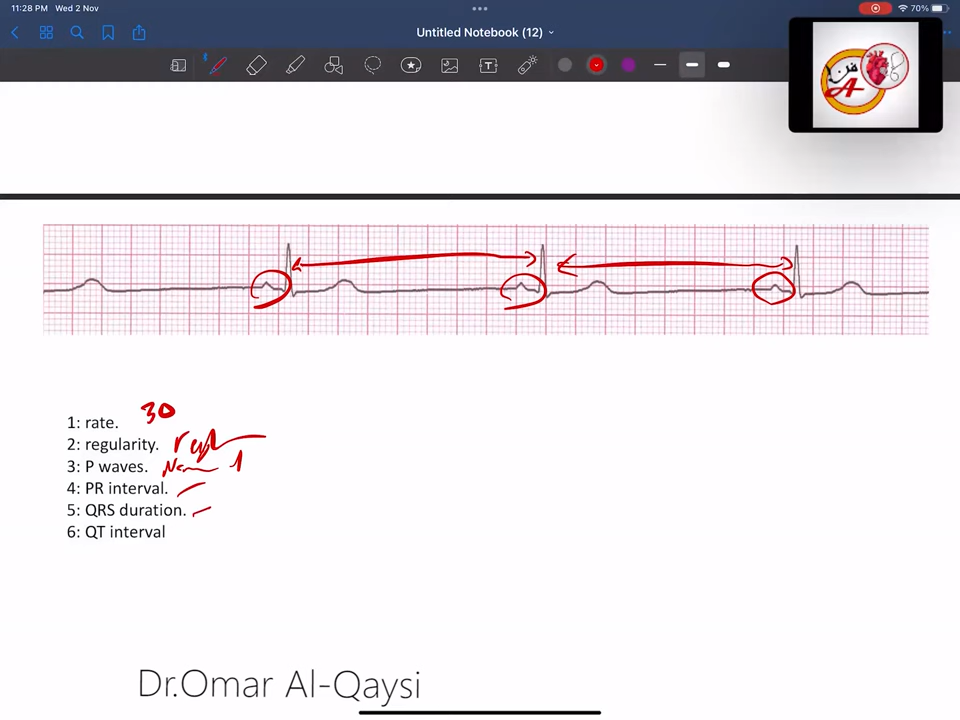 11:28 PM Wed 2 Nov
70%
Untitled Notebook (12)
1: rate. 30
2: regularity.
3: P waves. 1
4: PR interval.
5: QRS duration.
6: QT interval
Dr.Omar Al-Qaysi